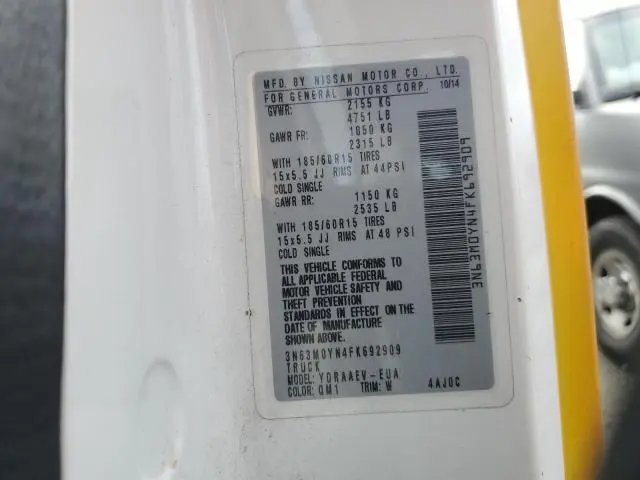 MFD. BY NISSAN MOTOR CO., LTD.
FOR GENERAL MOTORS CORP. 10/14
GVWR: 2155 KG
4751 LB
GAWR FR: 1050 KG
2315 LB
WITH 185/60R15 TIRES
15x5.5 JJ RIMS AT 44PSI
COLD SINGLE
GAWR RR: 1150 KG
2535 LB
WITH 185/60R15 TIRES
15x5.5 JJ RIMS AT 48 PSI
COLD SINGLE
THIS VEHICLE CONFORMS TO
ALL APPLICABLE FEDERAL
MOTOR VEHICLE SAFETY AND
THEFT PREVENTION
STANDARDS IN EFFECT ON THE
DATE OF MANUFACTURE
SHOWN ABOVE.
3N63M0YN4FK692909
TRUCK
MODEL: YDRAAEV-EUA
COLOR: QM1 TRIM: W 4AJ0C
3N63M0YN4FK692909